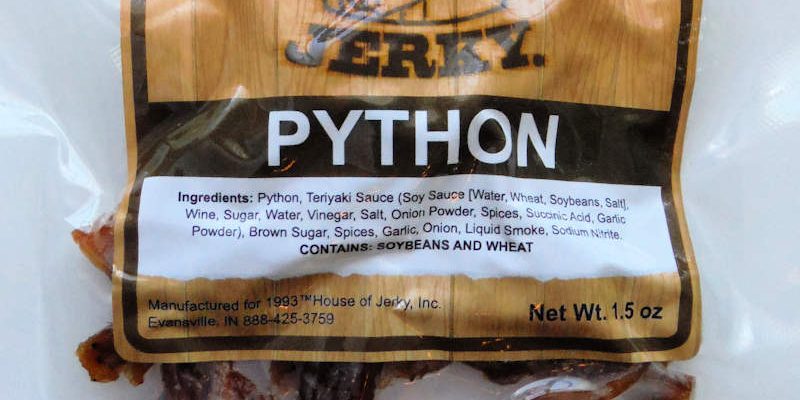 JERKY.
PYTHON
Ingredients: Python, Teriyaki Sauce (Soy Sauce [Water, Wheat, Soybeans, Salt],
Wine, Sugar, Water, Vinegar, Salt, Onion Powder, Spices, Succinic Acid, Garlic
Powder), Brown Sugar, Spices, Garlic, Onion, Liquid Smoke, Sodium Nitrite.
CONTAINS: SOYBEANS AND WHEAT
Manufactured for 1993™House of Jerky, Inc.
Evansville, IN 888-425-3759
Net Wt. 1.5 oz